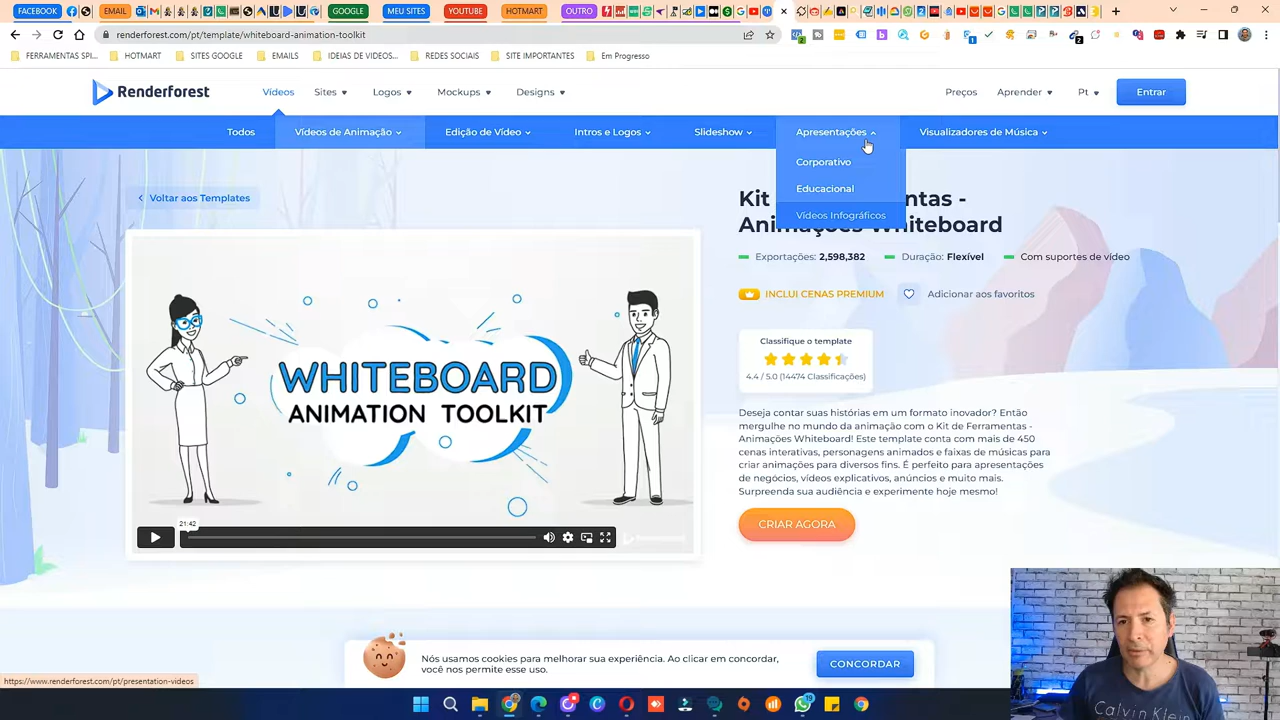 FACEBOOK
EMAIL
GOOGLE
MEU SITES
YOUTUBE
HOTMART
OUTRO
renderforest.com/pt/template/whiteboard-animation-toolkit
FERRAMENTAS SPI...
HOTMART
SITES GOOGLE
EMAILS
IDEIAS DE VIDEOS...
REDES SOCIAIS
SITE IMPORTANTES
Em Progresso
Renderforest
Vídeos
Sites
Logos
Mockups
Designs
Preços
Aprender
Pt
Entrar
Todos
Vídeos de Animação
Edição de Vídeo
Intros e Logos
Slideshow
Apresentações
Visualizadores de Música
Corporativo
Educacional
Vídeos Infográficos
Voltar aos Templates
WHITEBOARD
ANIMATION TOOLKIT
21:42
Kit ntas -
Animações Whiteboard
Exportações: 2,598,382
Duração: Flexível
Com suportes de vídeo
INCLUI CENAS PREMIUM
Adicionar aos favoritos
Classifique o template
4.4 / 5.0 (14474 Classificações)
Deseja contar suas histórias em um formato inovador? Então
mergulhe no mundo da animação com o Kit de Ferramentas -
Animações Whiteboard! Este template conta com mais de 450
cenas interativas, personagens animados e faixas de músicas para
criar animações para diversos fins. É perfeito para apresentações
de negócios, vídeos explicativos, anúncios e muito mais.
Surpreenda sua audiência e experimente hoje mesmo!
CRIAR AGORA
Nós usamos cookies para melhorar sua experiência. Ao clicar em concordar,
você nos permite esse uso.
CONCORDAR
https://www.renderforest.com/pt/presentation-videos
Calvin Klein